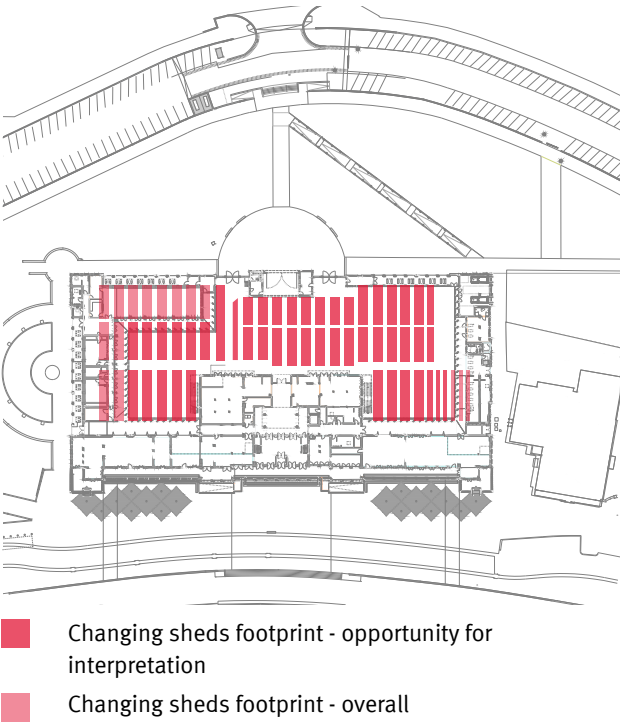 Changing sheds footprint - opportunity for
interpretation
Changing sheds footprint - overall